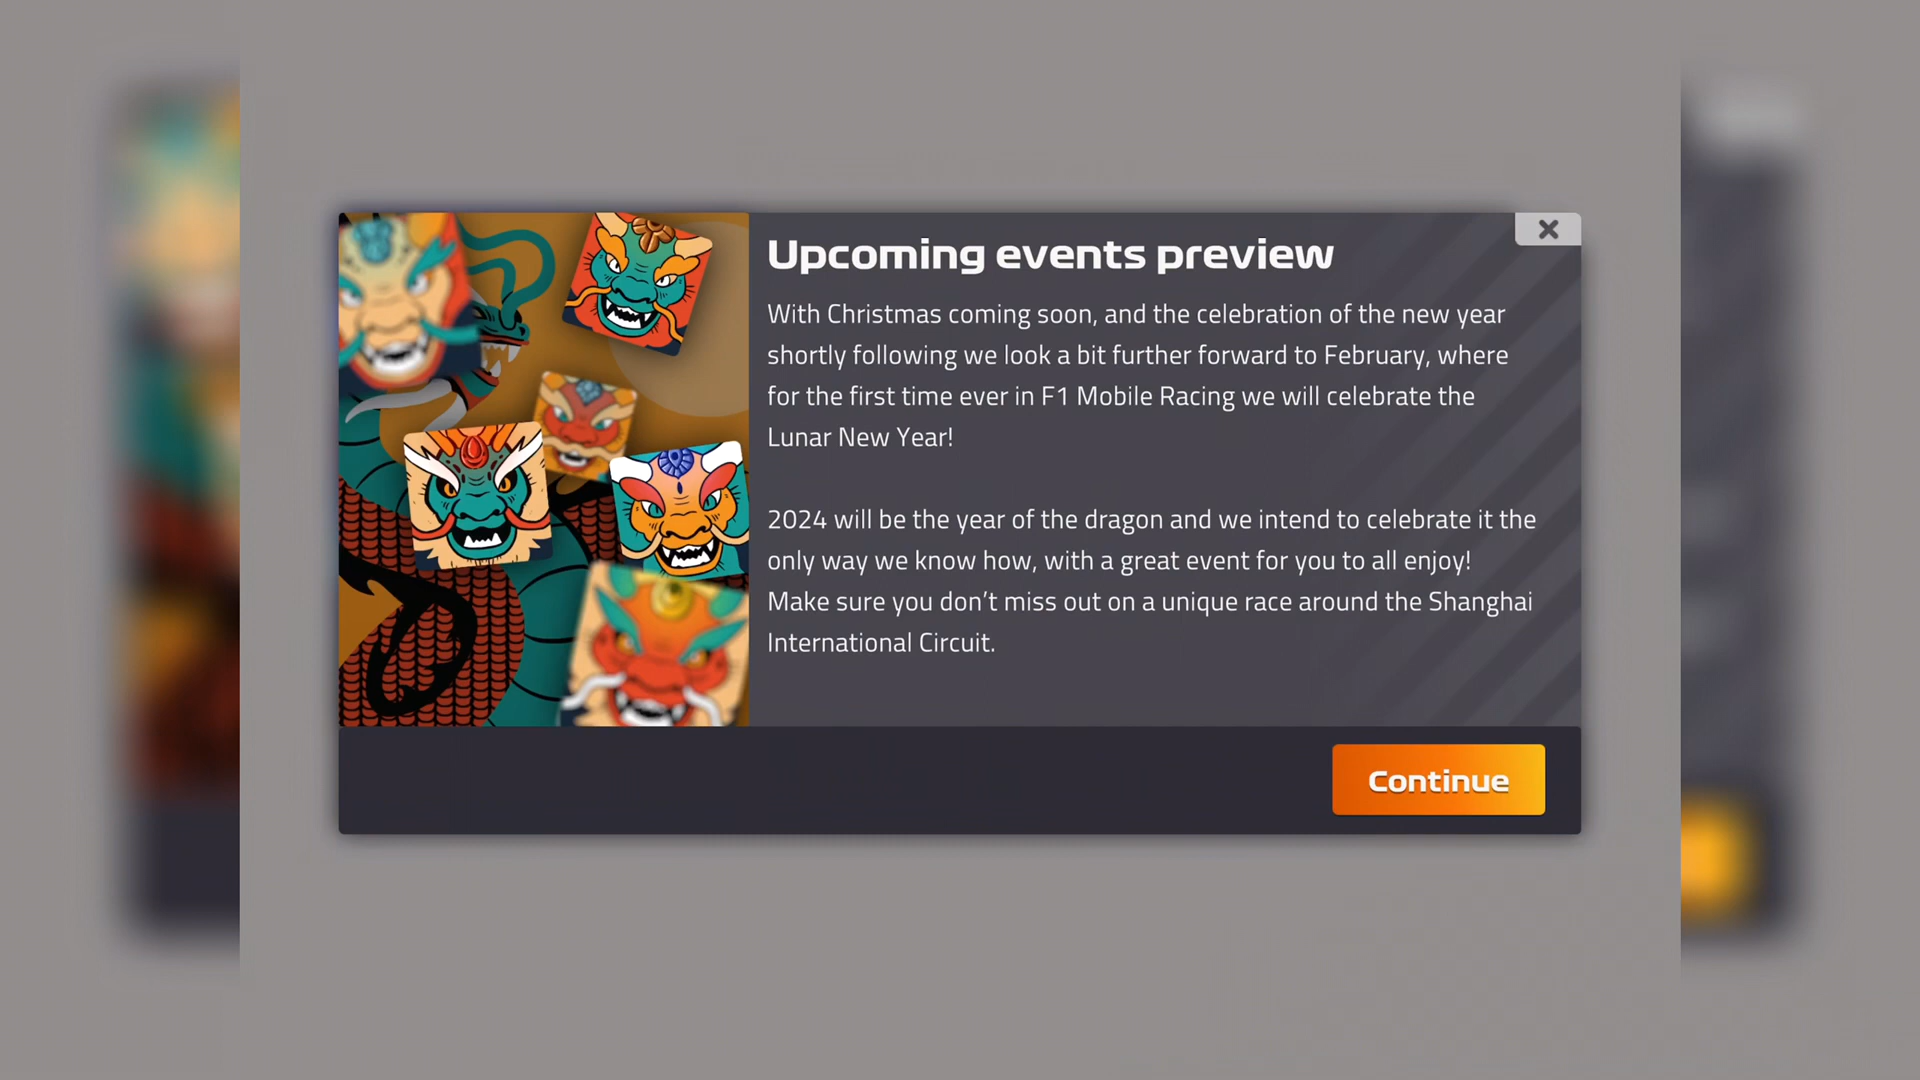 Upcoming events preview
With Christmas coming soon, and the celebration of the new year
shortly following we look a bit further forward to February, where
for the first time ever in F1 Mobile Racing we will celebrate the
Lunar New Year!
2024 will be the year of the dragon and we intend to celebrate it the
only way we know how, with a great event for you to all enjoy!
Make sure you don’t miss out on a unique race around the Shanghai
International Circuit.
Continue